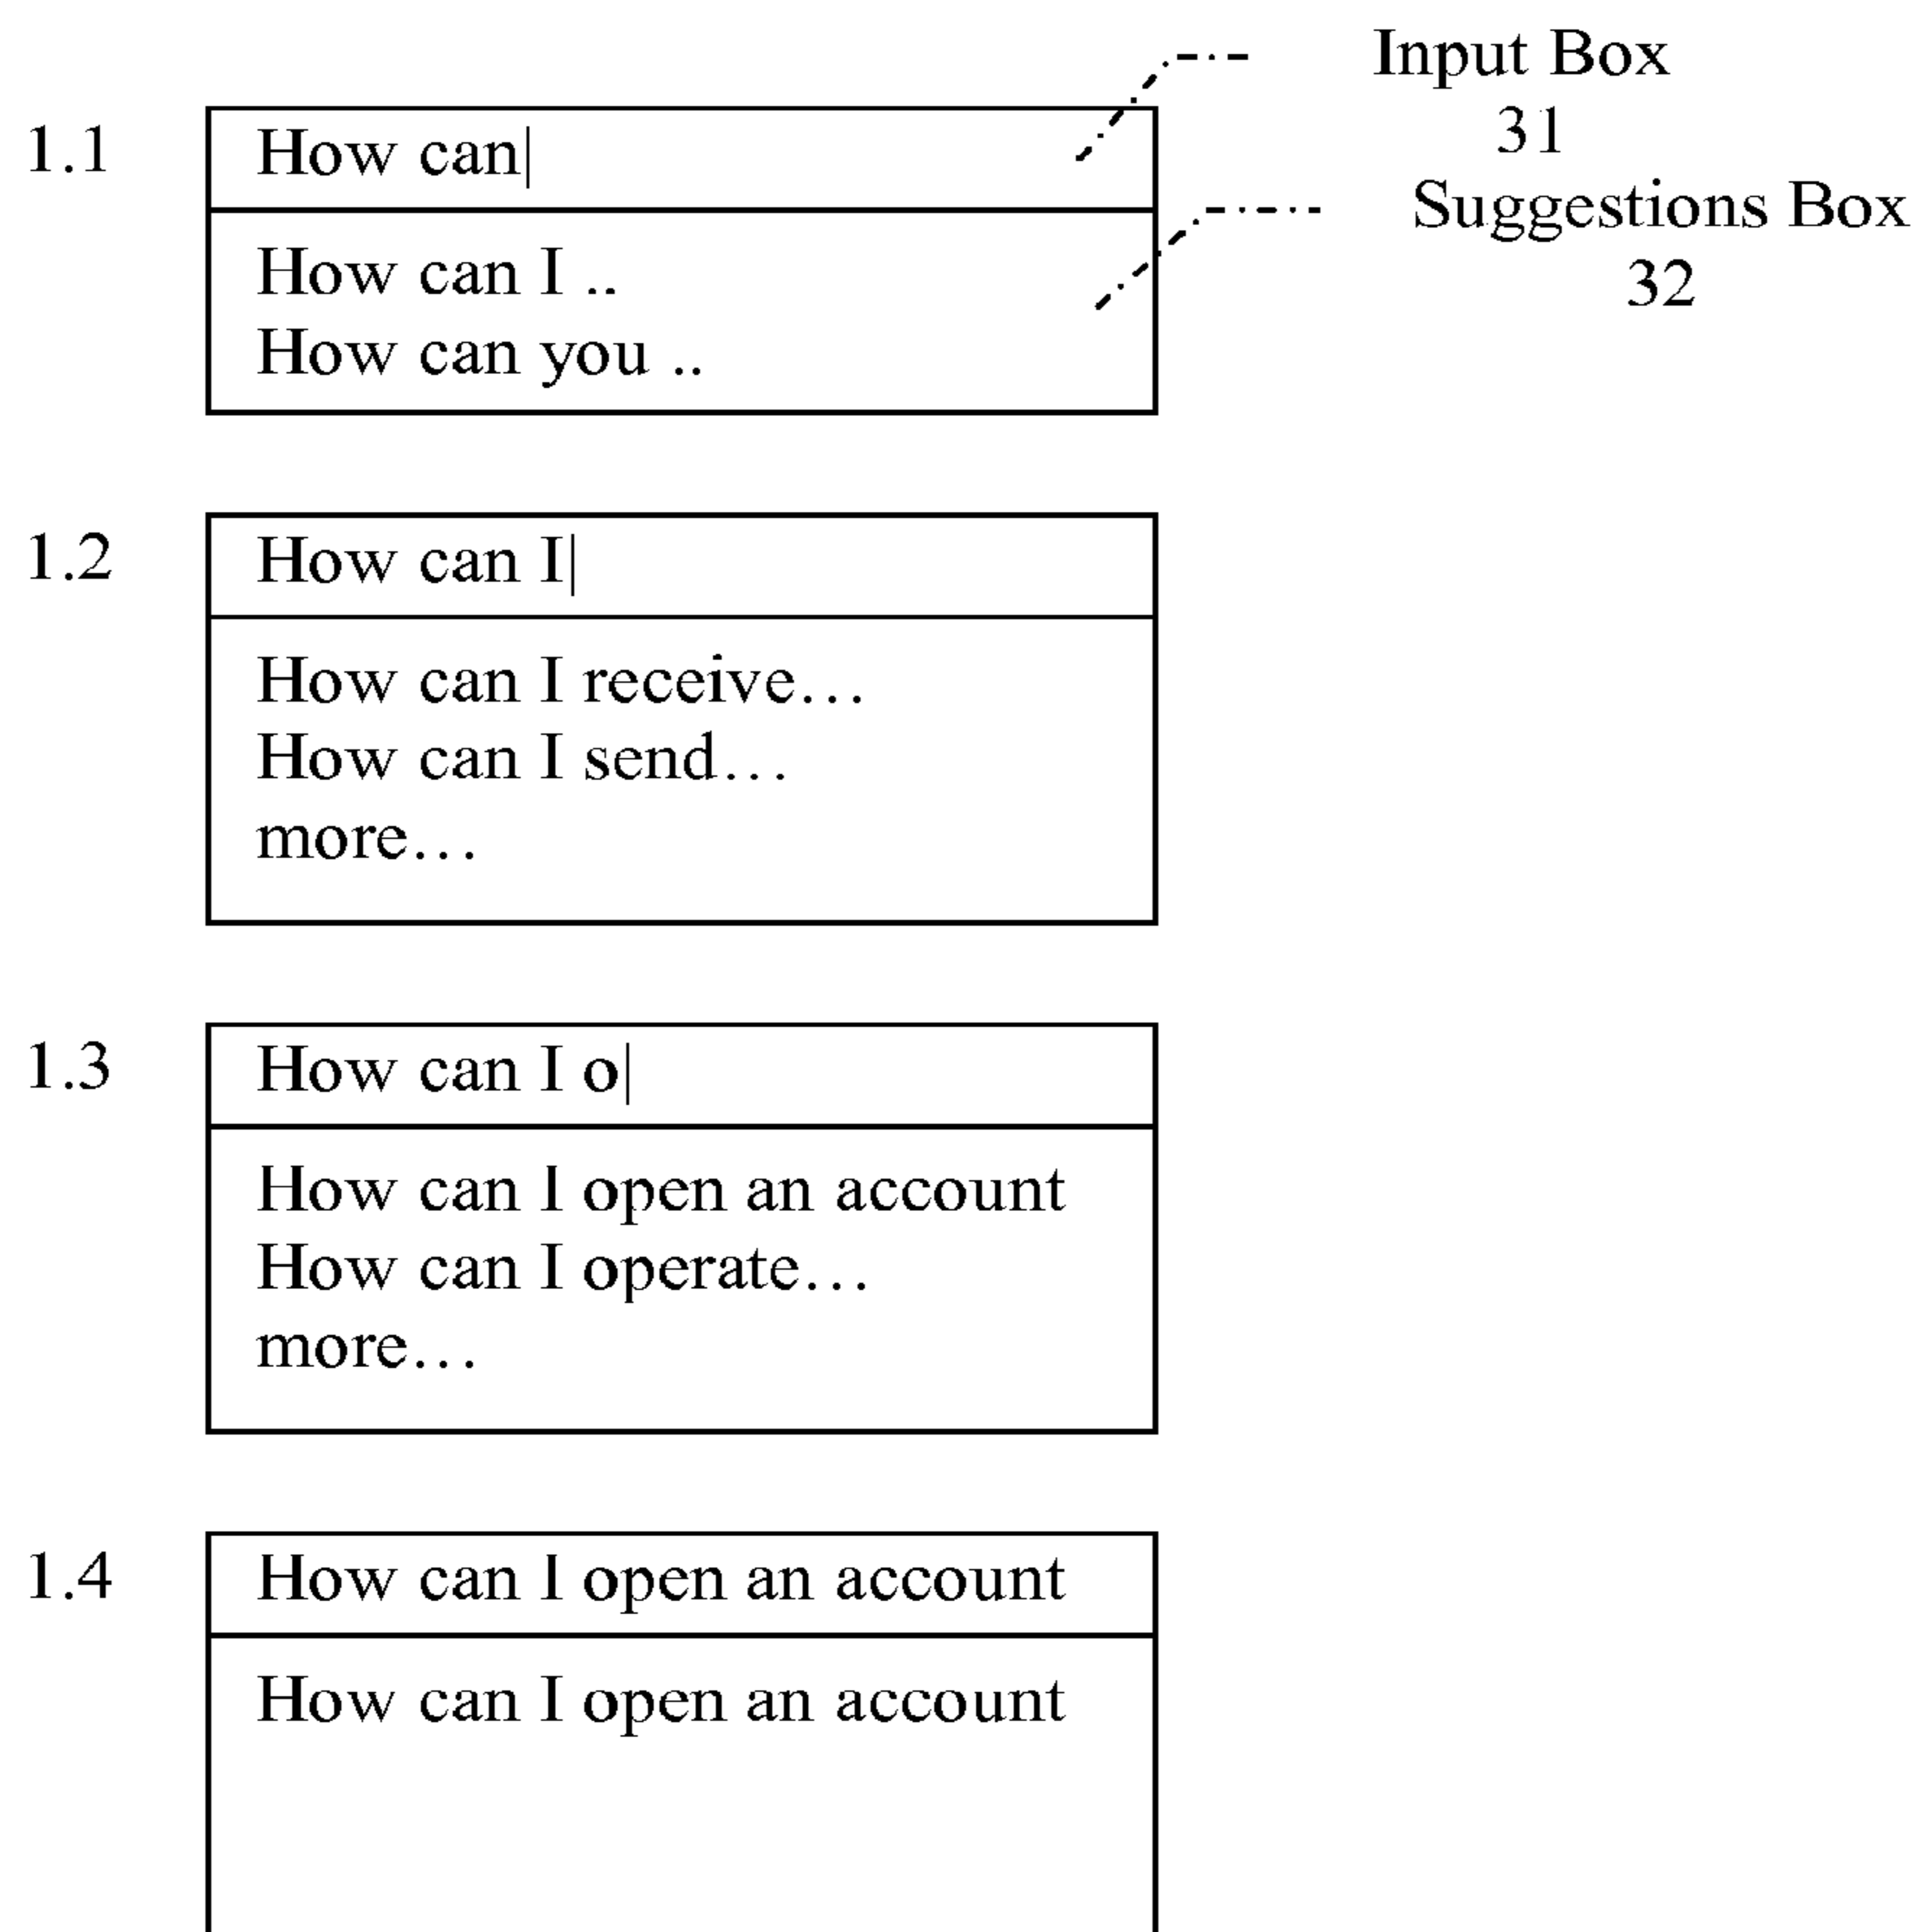 Input Box
31
1.1
How can|
Suggestions Box
32
How can I ..
How can you ..
1.2
How can I|
How can I receive...
How can I send...
more...
1.3
How can I o|
How can I open an account
How can I operate...
more...
1.4
How can I open an account
How can I open an account